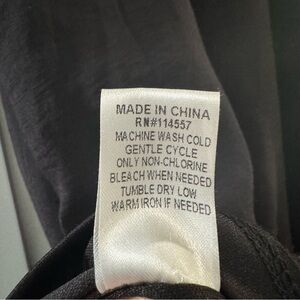 MADE IN CHINA
RN#114557
MACHINE WASH COLD
GENTLE CYCLE
ONLY NON-CHLORINE
BLEACH WHEN NEEDED
TUMBLE DRY LOW
WARM IRON IF NEEDED